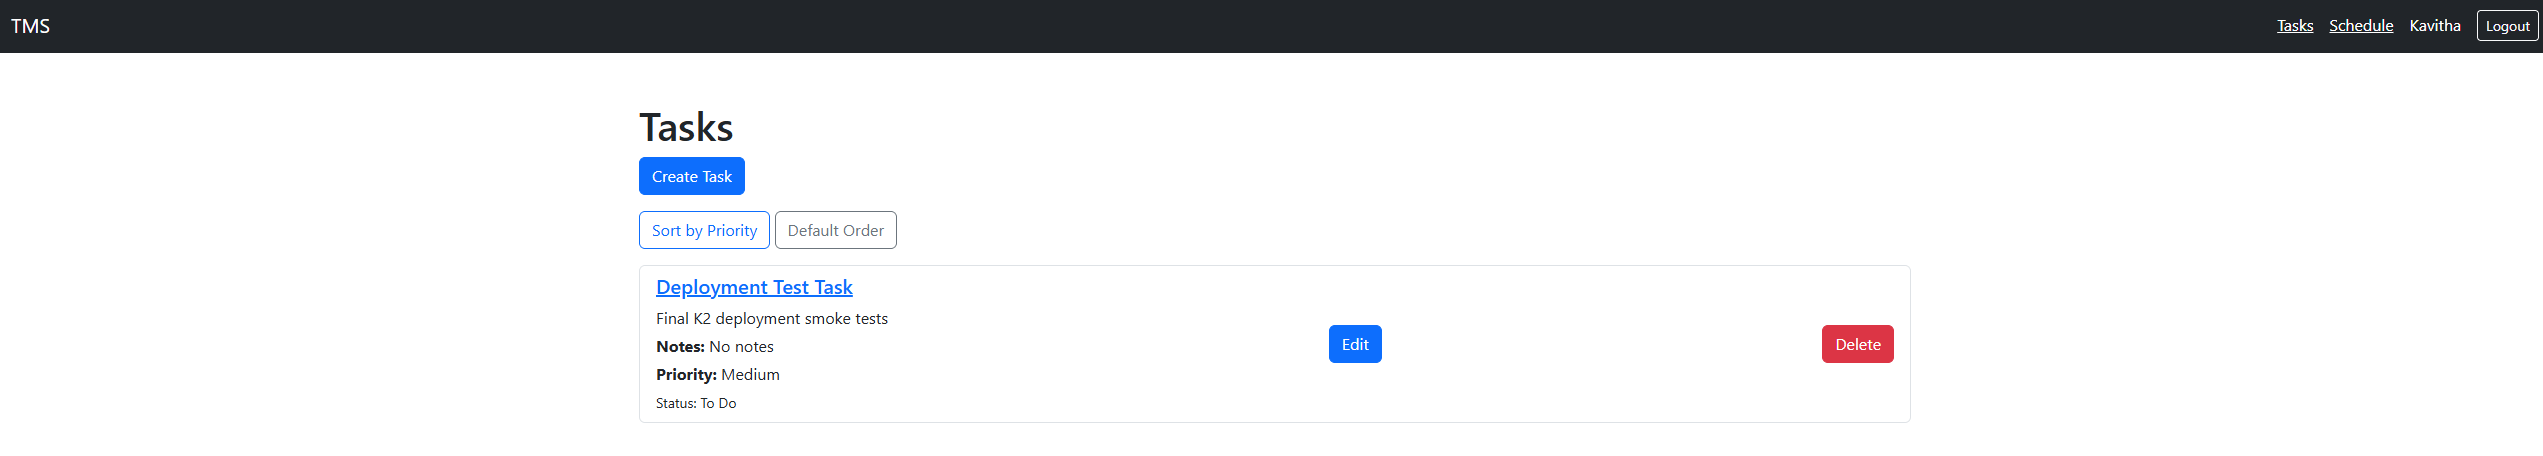 TMS Tasks Schedule Kavitha Logout
Tasks
Create Task
Sort by Priority Default Order
Deployment Test Task
Final K2 deployment smoke tests
Notes: No notes
Edit Delete
Priority: Medium
Status: To Do